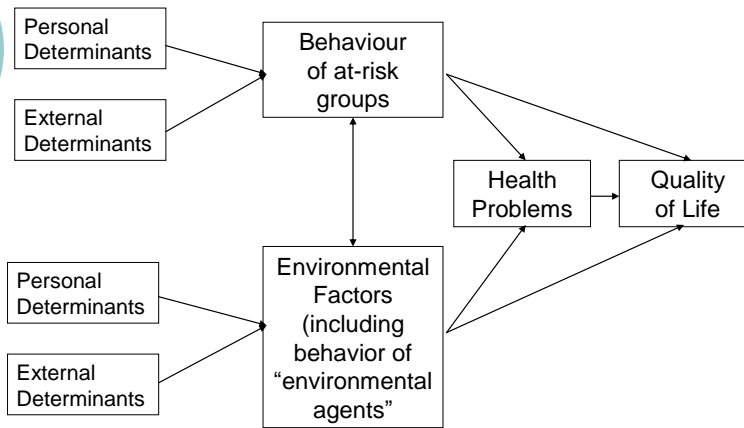 Personal
Determinants
External
Determinants
Behaviour
of at-risk
groups
Health
Problems
Quality
of Life
Personal
Determinants
External
Determinants
Environmental
Factors
(including
behavior of
“environmental
agents”